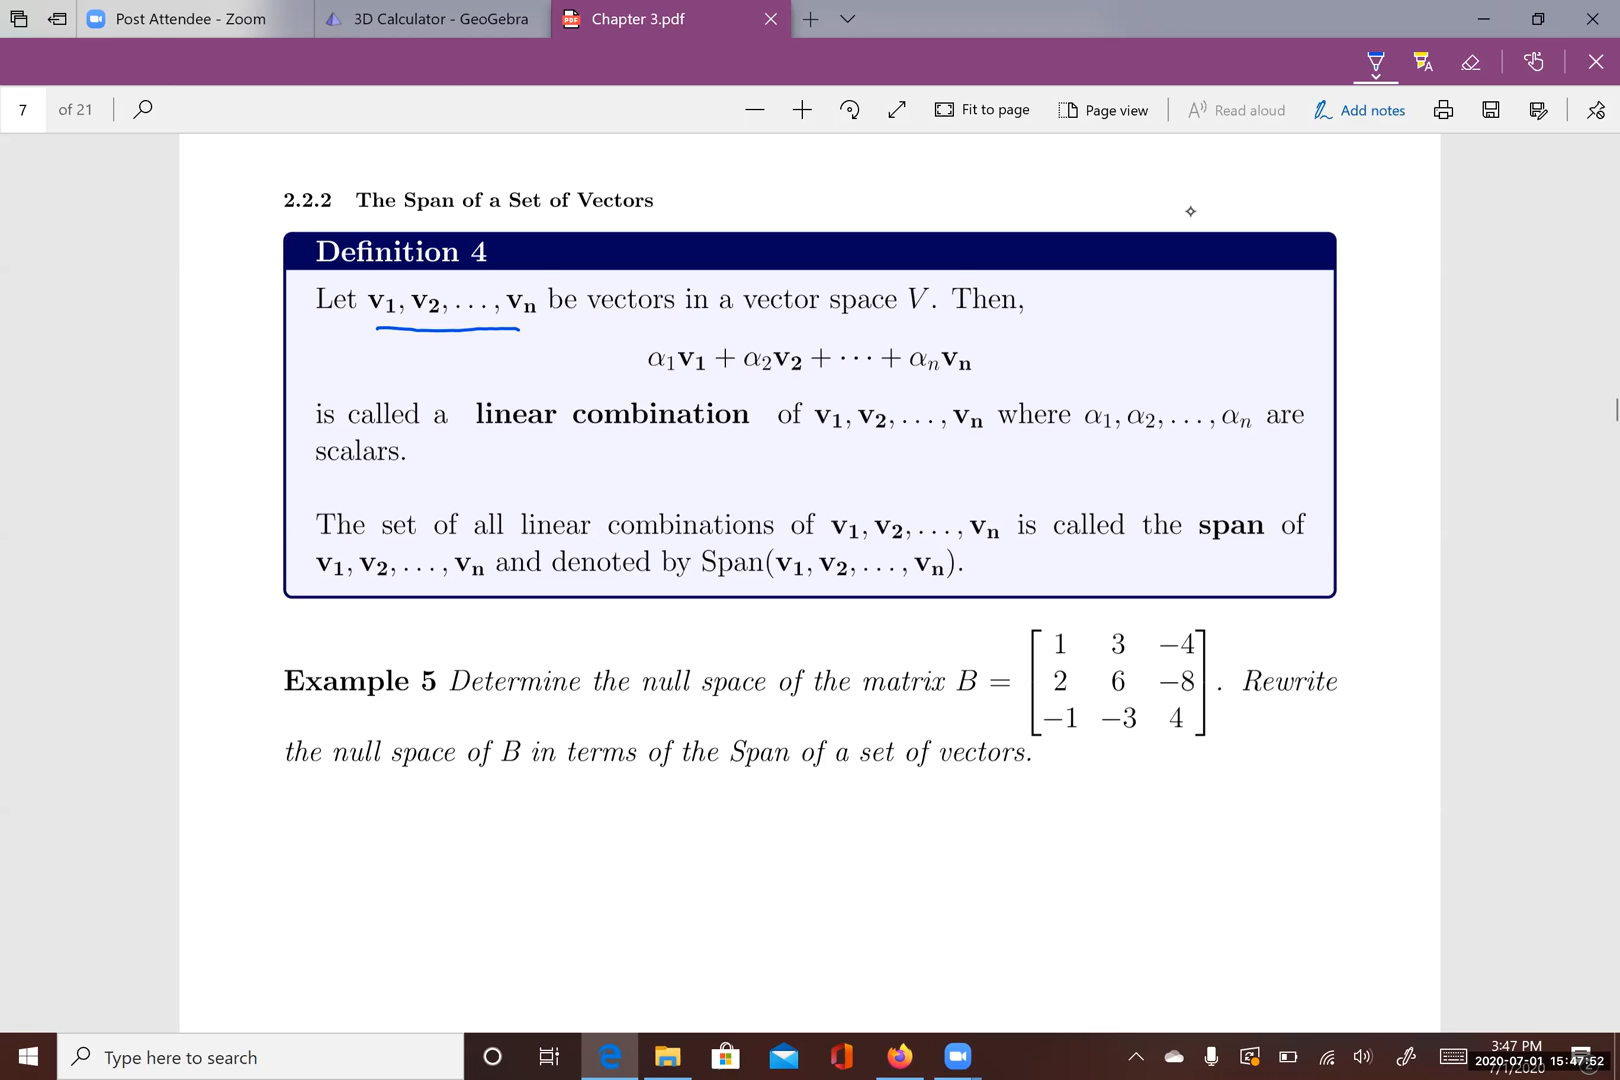 Post Attendee - Zoom
3D Calculator - GeoGebra
Chapter 3.pdf
7 of 21
Fit to page
Page view
Read aloud
Add notes
2.2.2 The Span of a Set of Vectors
Definition 4
Let v₁, v₂, . . . , vₙ be vectors in a vector space V. Then,
α₁v₁ + α₂v₂ + ⋯ + αₙvₙ
is called a linear combination of v₁, v₂, . . . , vₙ where α₁, α₂, . . . , αₙ are
scalars.
The set of all linear combinations of v₁, v₂, . . . , vₙ is called the span of
v₁, v₂, . . . , vₙ and denoted by Span(v₁, v₂, . . . , vₙ).
1 3 −4
Example 5 Determine the null space of the matrix B = 2 6 −8 . Rewrite
−1 −3 4
the null space of B in terms of the Span of a set of vectors.
Type here to search
3:47 PM
2020-07-01 15:47:52
7/1/2020